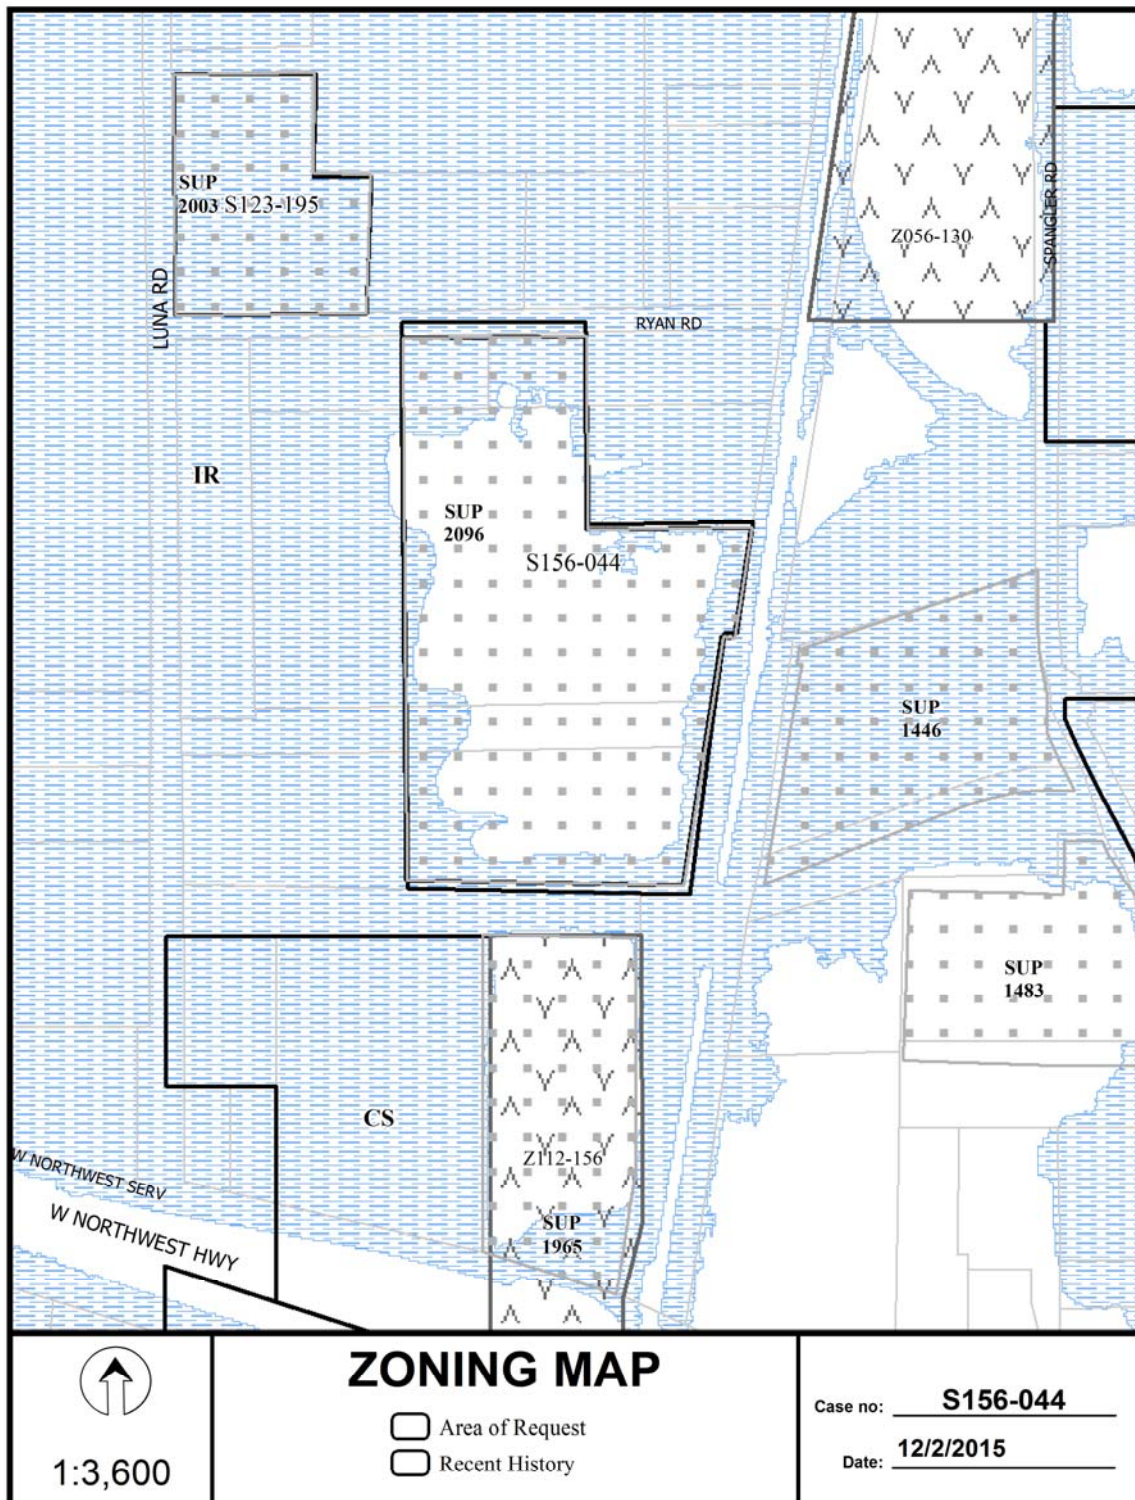 SUP
2003 S123-195
LUNA RD
Z056-130
SPANGLER RD
RYAN RD
IR
SUP
2096
S156-044
SUP
1446
SUP
1483
CS
Z112-156
SUP
1965
W NORTHWEST SERV
W NORTHWEST HWY
1:3,600
ZONING MAP
Area of Request
Recent History
Case no: S156-044
Date: 12/2/2015